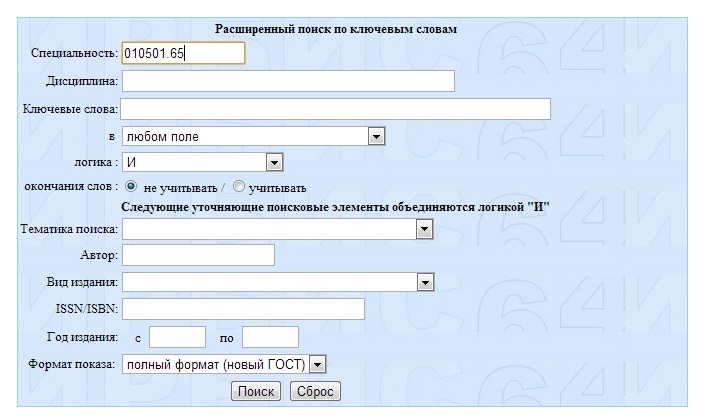 Расширенный поиск по ключевым словам
Специальность: 010501.65
Дисциплина:
Ключевые слова:
в любом поле
логика : И
окончания слов : не учитывать / учитывать
Следующие уточняющие поисковые элементы объединяются логикой "И"
Тематика поиска:
Автор:
Вид издания:
ISSN/ISBN:
Год издания: с по
Формат показа: полный формат (новый ГОСТ)
Поиск Сброс